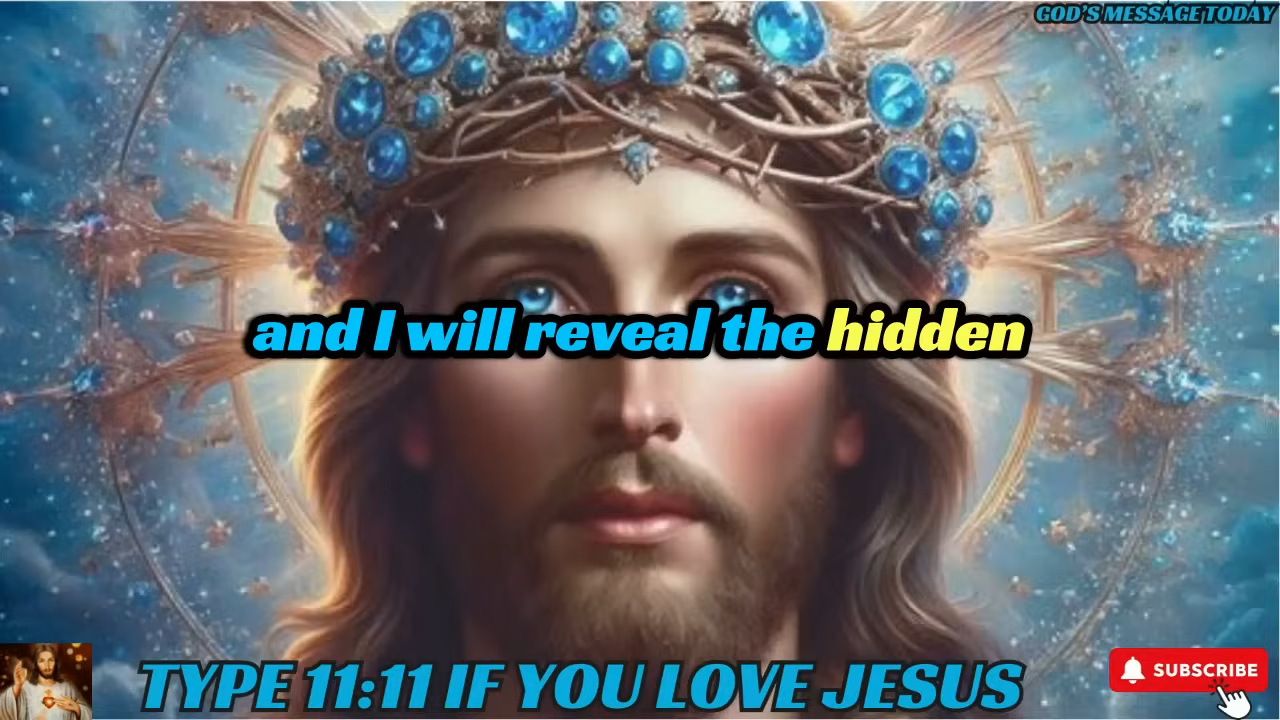 GOD'S MESSAGE TODAY
and I will reveal the hidden
TYPE 11:11 IF YOU LOVE JESUS
SUBSCRIBE